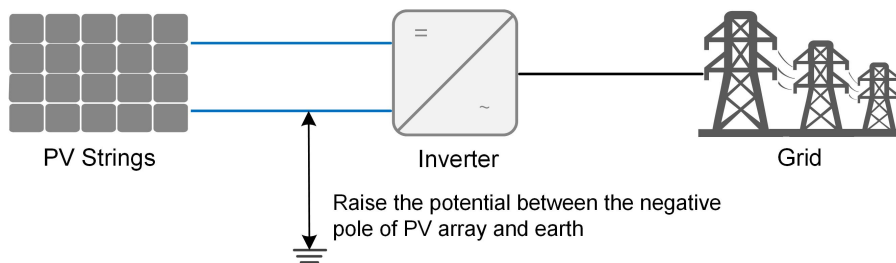 PV Strings
Inverter
Grid
Raise the potential between the negative
pole of PV array and earth